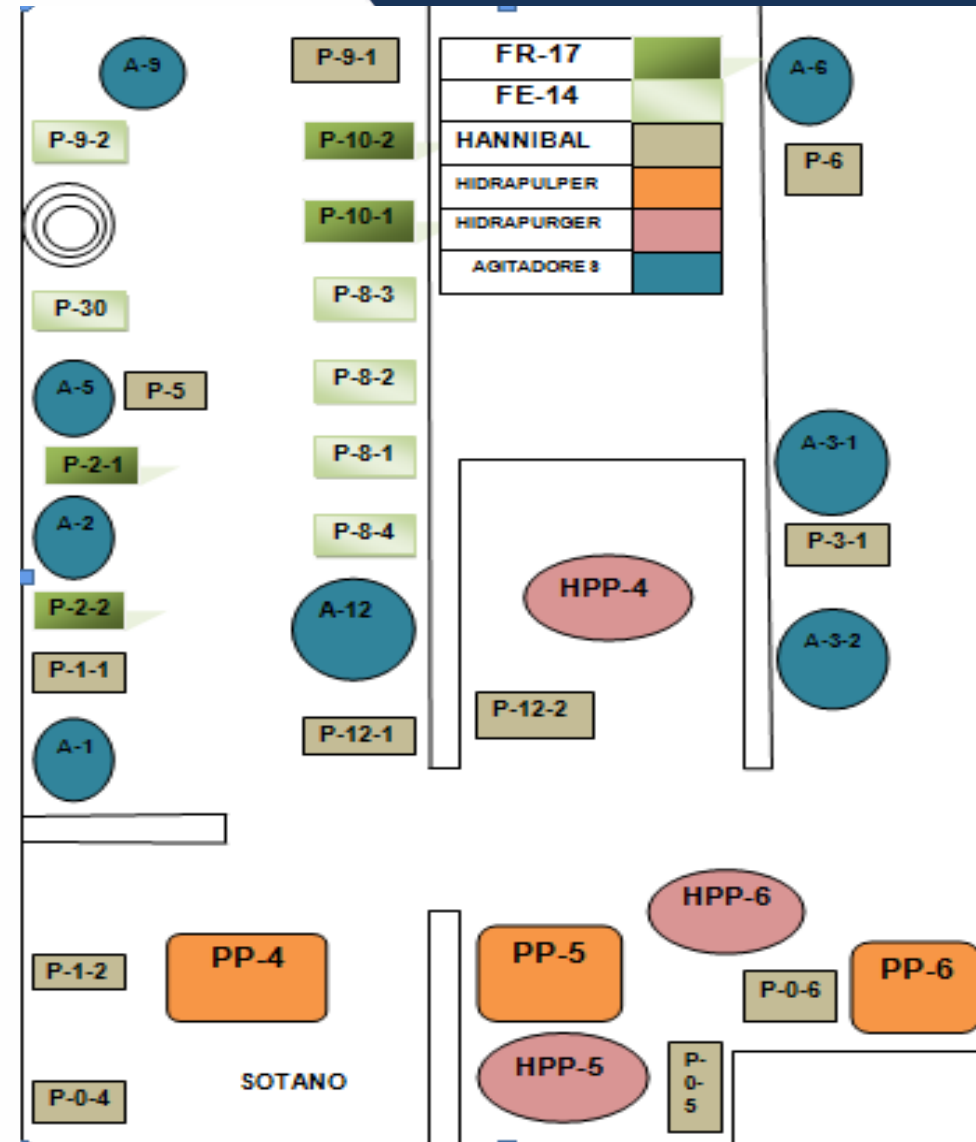 A-9
P-9-1
FR-17
A-6
FE-14
P-9-2
P-10-2
HANNIBAL
P-6
HIDRAPULPER
P-10-1
HIDRAPURGER
AGITADORE8
P-30
P-8-3
A-5
P-5
P-8-2
P-2-1
P-8-1
A-3-1
A-2
P-8-4
P-3-1
HPP-4
P-2-2
A-12
A-3-2
P-1-1
P-12-2
A-1
P-12-1
HPP-6
P-1-2
PP-4
PP-5
P-0-6
PP-6
SOTANO
HPP-5
P-
0-
5
P-0-4